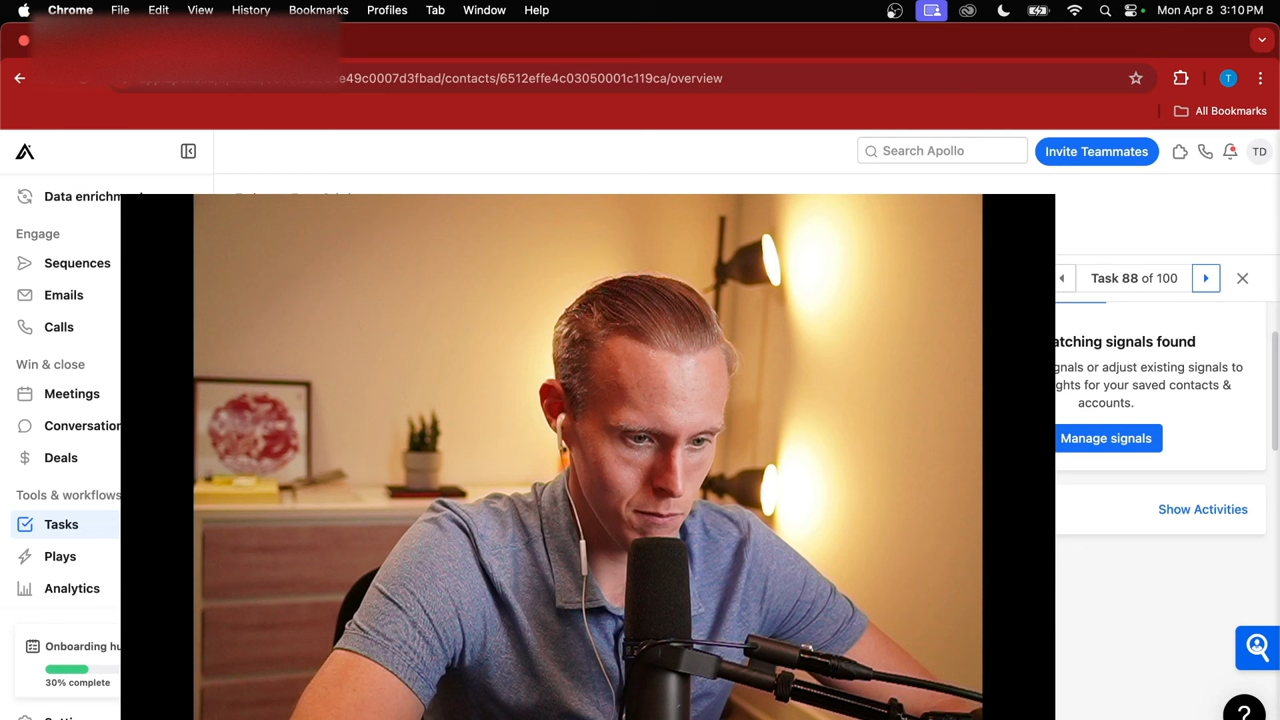 Chrome File Edit View History Bookmarks Profiles Tab Window Help Mon Apr 8 3:10 PM
e49c0007d3fbad/contacts/6512effe4c03050001c119ca/overview
T
All Bookmarks
Search Apollo
Invite Teammates
TD
Data enrichm
Engage
Sequences
Emails
Calls
Win & close
Meetings
Conversation
Deals
Tools & workflows
Tasks
Plays
Analytics
Onboarding hu
30% complete
Task 88 of 100
atching signals found
gnals or adjust existing signals to
ghts for your saved contacts &
accounts.
Manage signals
Show Activities
?